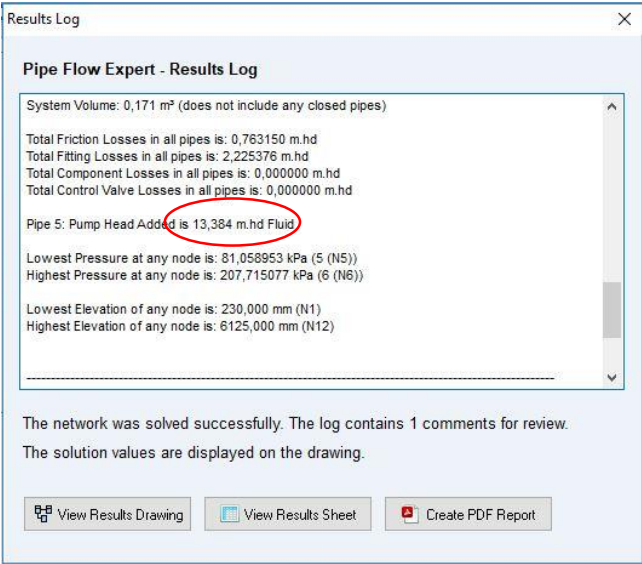 Results Log
Pipe Flow Expert - Results Log
System Volume: 0,171 m³ (does not include any closed pipes)
Total Friction Losses in all pipes is: 0,763150 m.hd
Total Fitting Losses in all pipes is: 2,225376 m.hd
Total Component Losses in all pipes is: 0,000000 m.hd
Total Control Valve Losses in all pipes is: 0,000000 m.hd
Pipe 5: Pump Head Added is 13,384 m.hd Fluid
Lowest Pressure at any node is: 81,058953 kPa (5 (N5))
Highest Pressure at any node is: 207,715077 kPa (6 (N6))
Lowest Elevation of any node is: 230,000 mm (N1)
Highest Elevation of any node is: 6125,000 mm (N12)
The network was solved successfully. The log contains 1 comments for review.
The solution values are displayed on the drawing.
View Results Drawing
View Results Sheet
Create PDF Report